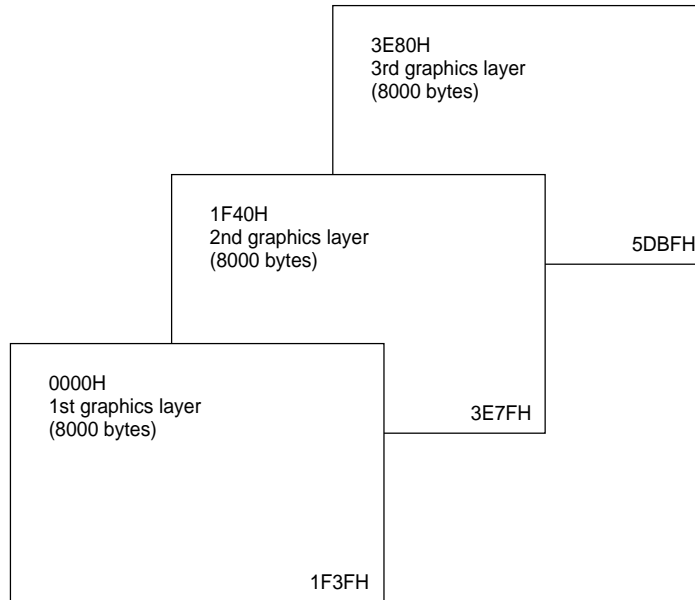 3E80H
3rd graphics layer
(8000 bytes)
1F40H
2nd graphics layer
(8000 bytes)
5DBFH
0000H
1st graphics layer
(8000 bytes)
3E7FH
1F3FH